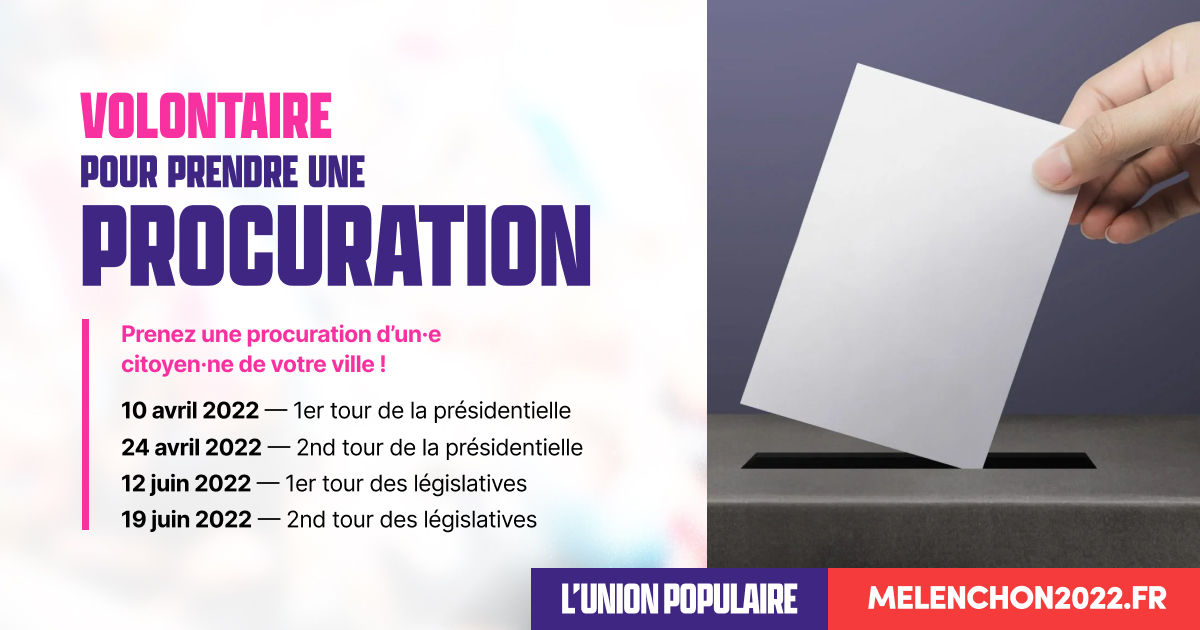 VOLONTAIRE
POUR PRENDRE UNE
PROCURATION
Prenez une procuration d’un·e
citoyen·ne de votre ville !
10 avril 2022 — 1er tour de la présidentielle
24 avril 2022 — 2nd tour de la présidentielle
12 juin 2022 — 1er tour des législatives
19 juin 2022 — 2nd tour des législatives
L’UNION POPULAIRE
MELENCHON2022.FR